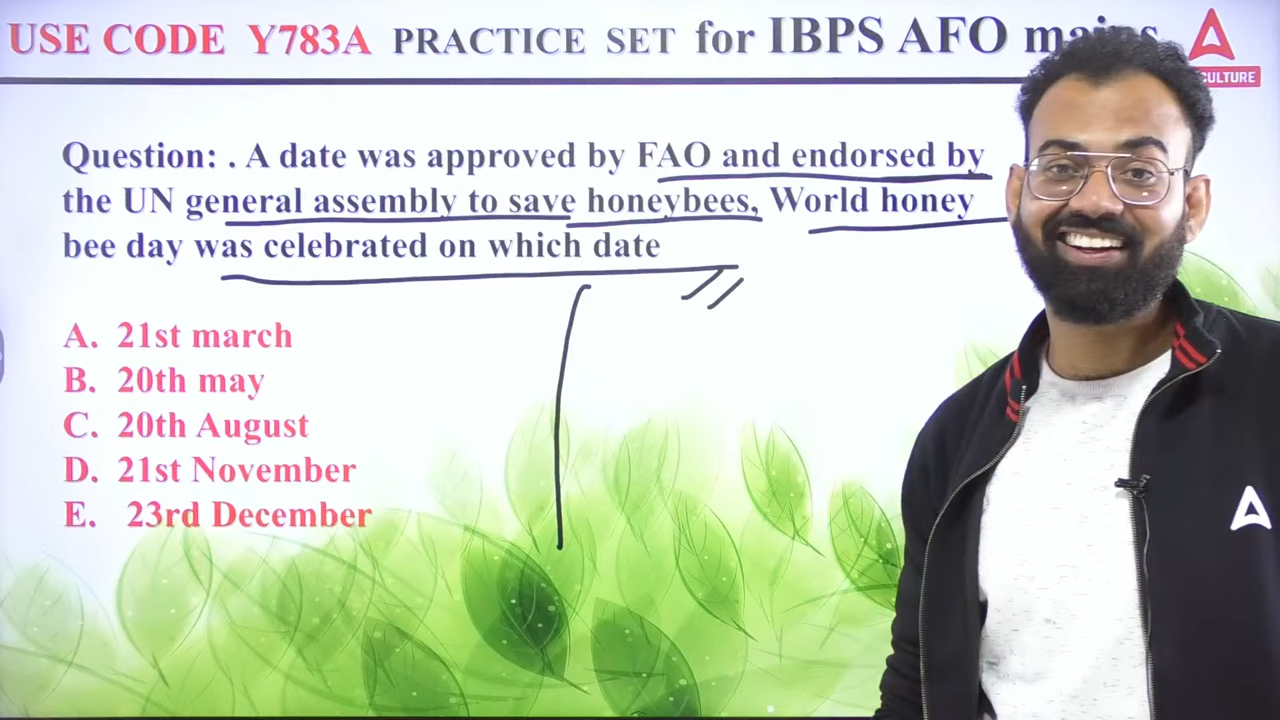 USE CODE Y783A PRACTICE SET for IBPS AFO mains
CULTURE
Question: . A date was approved by FAO and endorsed by
the UN general assembly to save honeybees, World honey
bee day was celebrated on which date
A. 21st march
B. 20th may
C. 20th August
D. 21st November
E. 23rd December